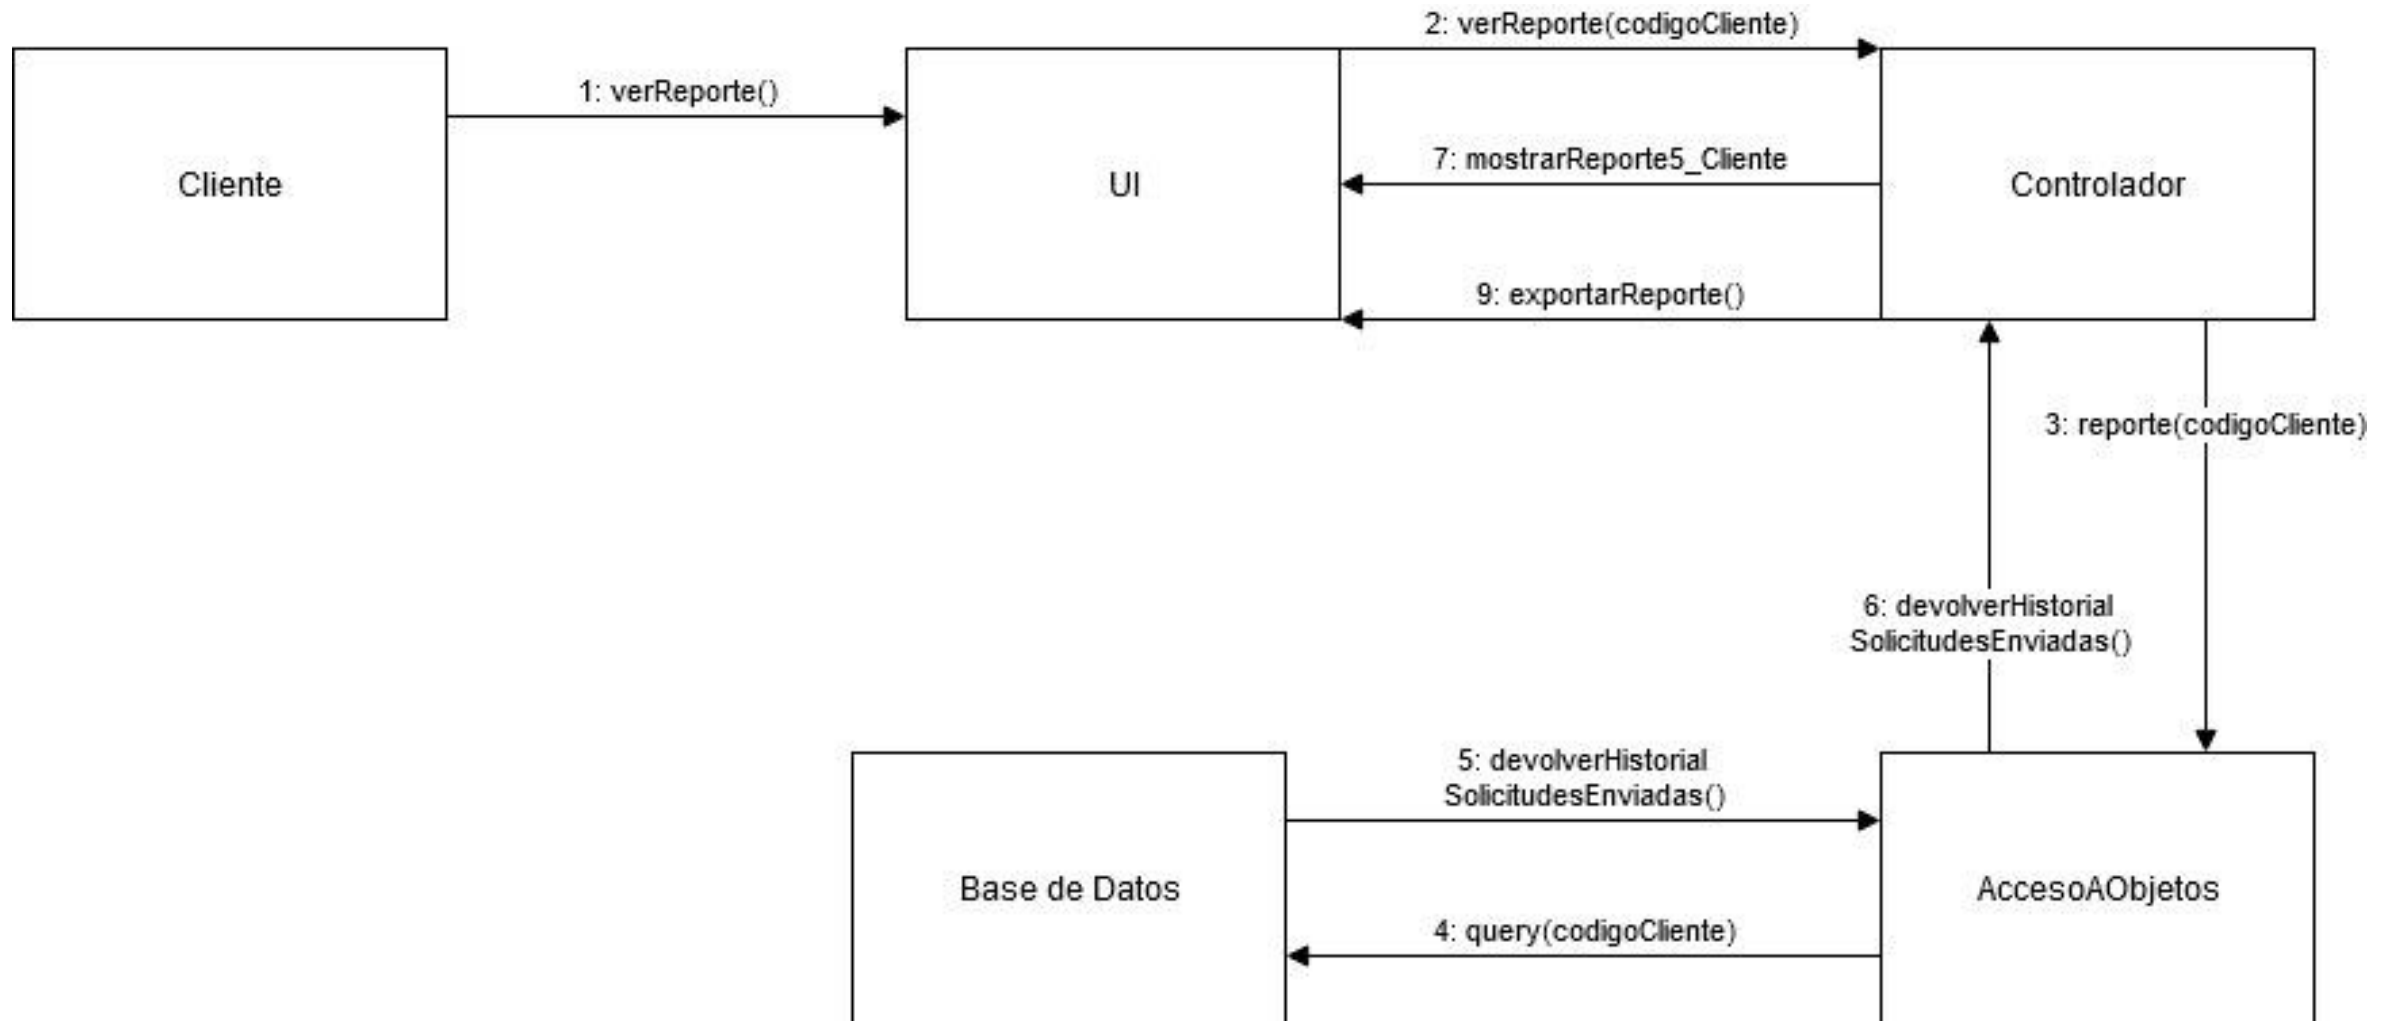 2: verReporte(codigoCliente)
1: verReporte()
7: mostrarReporte5_Cliente
Cliente
UI
Controlador
9: exportarReporte()
3: reporte(codigoCliente)
6: devolverHistorial
SolicitudesEnviadas()
5: devolverHistorial
SolicitudesEnviadas()
Base de Datos
AccesoAObjetos
4: query(codigoCliente)